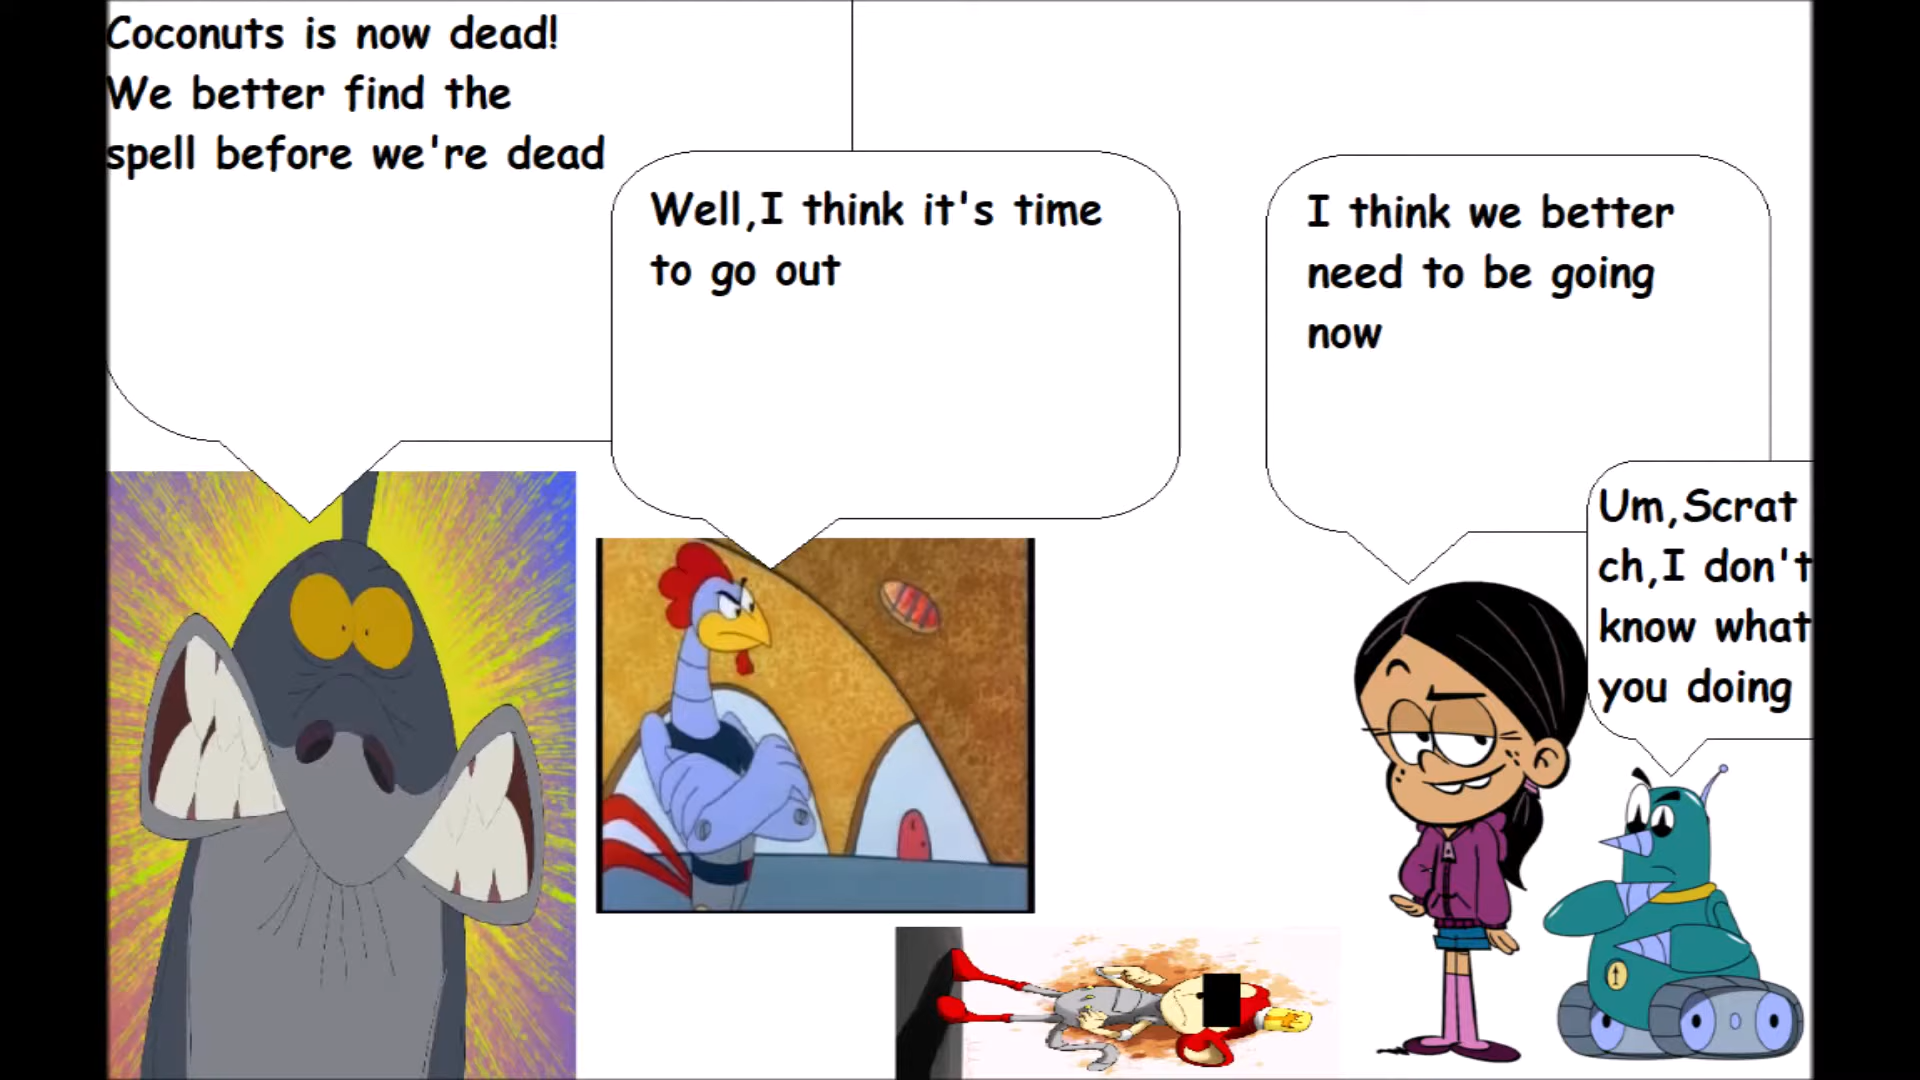 Coconuts is now dead!
We better find the
spell before we're dead
Well,I think it's time
to go out
I think we better
need to be going
now
Um,Scrat
ch,I don't
know what
you doing